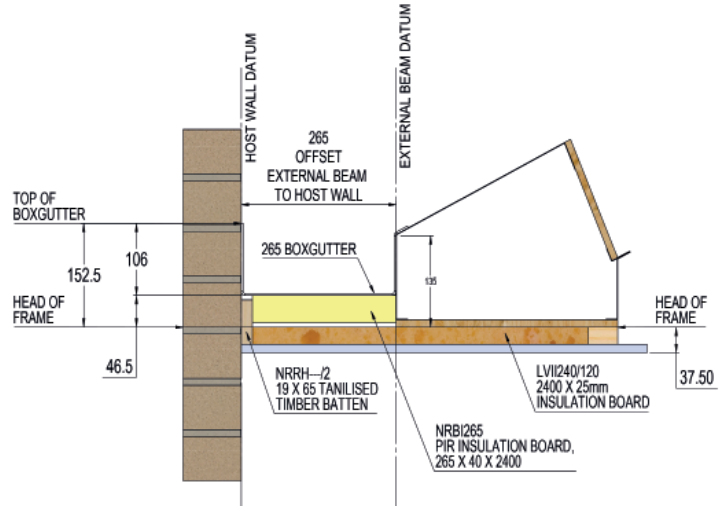 HOST WALL DATUM
EXTERNAL BEAM DATUM
265
OFFSET
EXTERNAL BEAM
TO HOST WALL
TOP OF
BOXGUTTER
265 BOXGUTTER
106
152.5
135
HEAD OF
FRAME
HEAD OF
FRAME
46.5
37.50
NRRH---/2
19 X 65 TANILISED
TIMBER BATTEN
LVII240/120
2400 X 25mm
INSULATION BOARD
NRBI265
PIR INSULATION BOARD,
265 X 40 X 2400